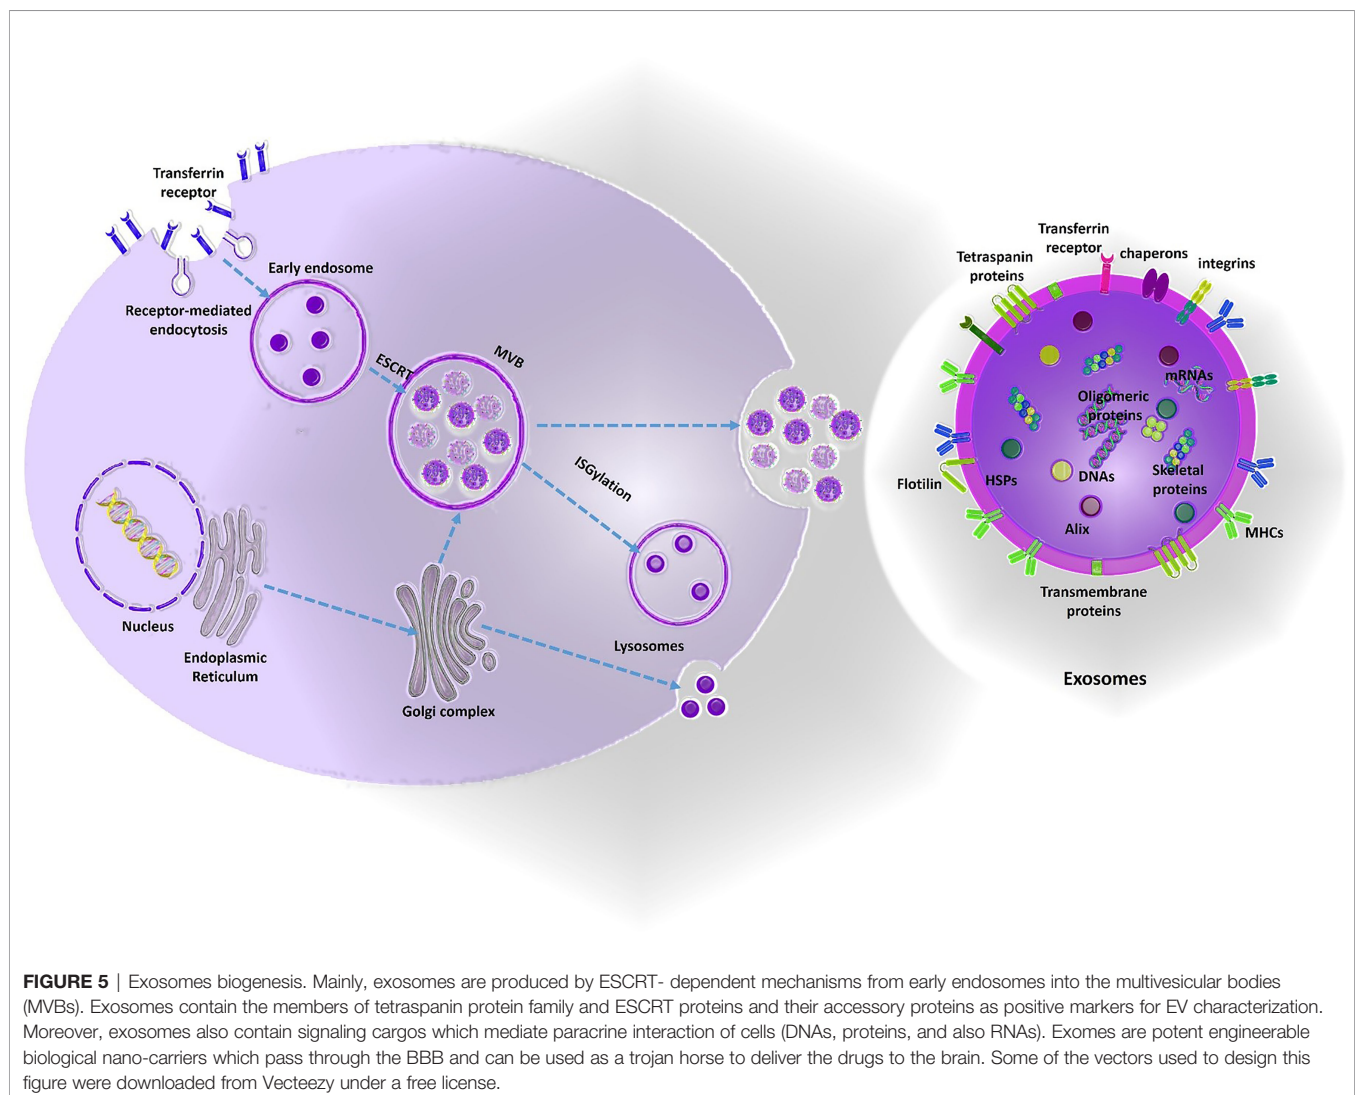 Transferrin
receptor
Receptor-mediated
endocytosis
Early endosome
ESCRT
MVB
ISGylation
Nucleus
Endoplasmic
Reticulum
Golgi complex
Lysosomes
Transferrin
receptor
chaperons
Tetraspanin
proteins
integrins
mRNAs
Oligomeric
proteins
Flotilin
HSPs
DNAs
Skeletal
proteins
Alix
MHCs
Transmembrane
proteins
Exosomes
FIGURE 5 | Exosomes biogenesis. Mainly, exosomes are produced by ESCRT- dependent mechanisms from early endosomes into the multivesicular bodies
(MVBs). Exosomes contain the members of tetraspanin protein family and ESCRT proteins and their accessory proteins as positive markers for EV characterization.
Moreover, exosomes also contain signaling cargos which mediate paracrine interaction of cells (DNAs, proteins, and also RNAs). Exomes are potent engineerable
biological nano-carriers which pass through the BBB and can be used as a trojan horse to deliver the drugs to the brain. Some of the vectors used to design this
figure were downloaded from Vecteezy under a free license.